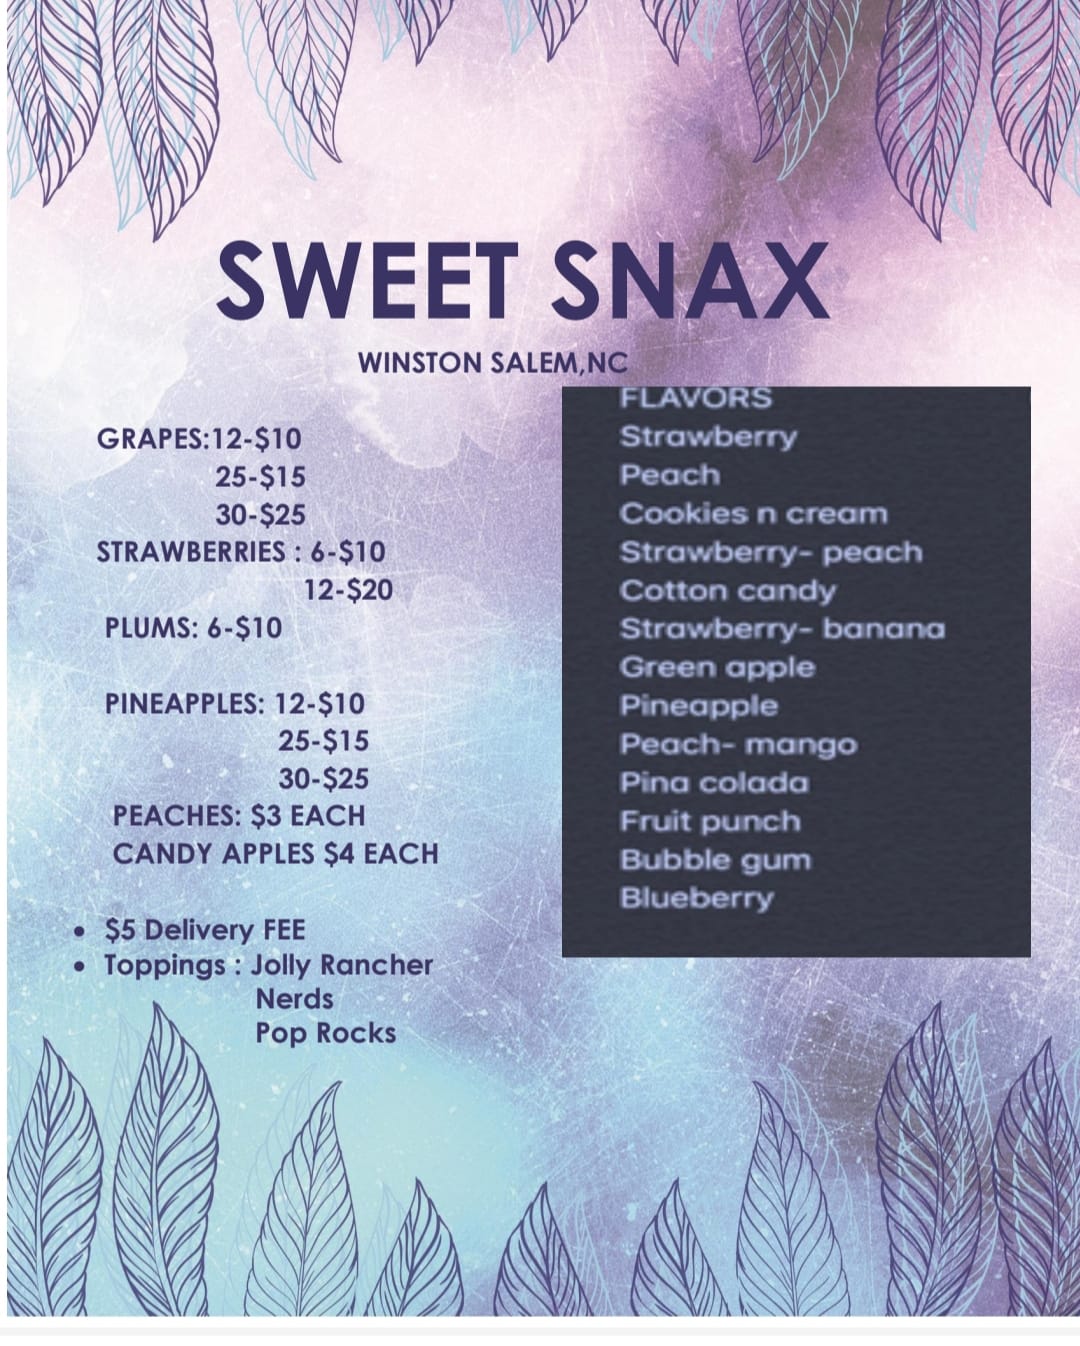 SWEET SNAX
WINSTON SALEM,NC
GRAPES:12-$10
25-$15
30-$25
STRAWBERRIES : 6-$10
12-$20
PLUMS: 6-$10
PINEAPPLES: 12-$10
25-$15
30-$25
PEACHES: $3 EACH
CANDY APPLES $4 EACH
• $5 Delivery FEE
• Toppings : Jolly Rancher
Nerds
Pop Rocks
FLAVORS
Strawberry
Peach
Cookies n cream
Strawberry- peach
Cotton candy
Strawberry- banana
Green apple
Pineapple
Peach- mango
Pina colada
Fruit punch
Bubble gum
Blueberry